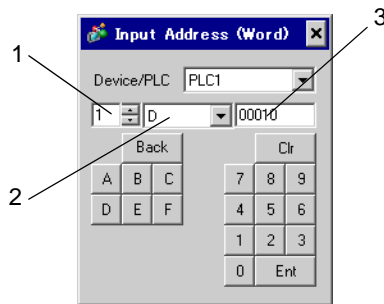 3
1
Input Address (Word)
Device/PLC PLC1
1 D 00010
Back Clr
2
A B C 7 8 9
D E F 4 5 6
1 2 3
0 Ent